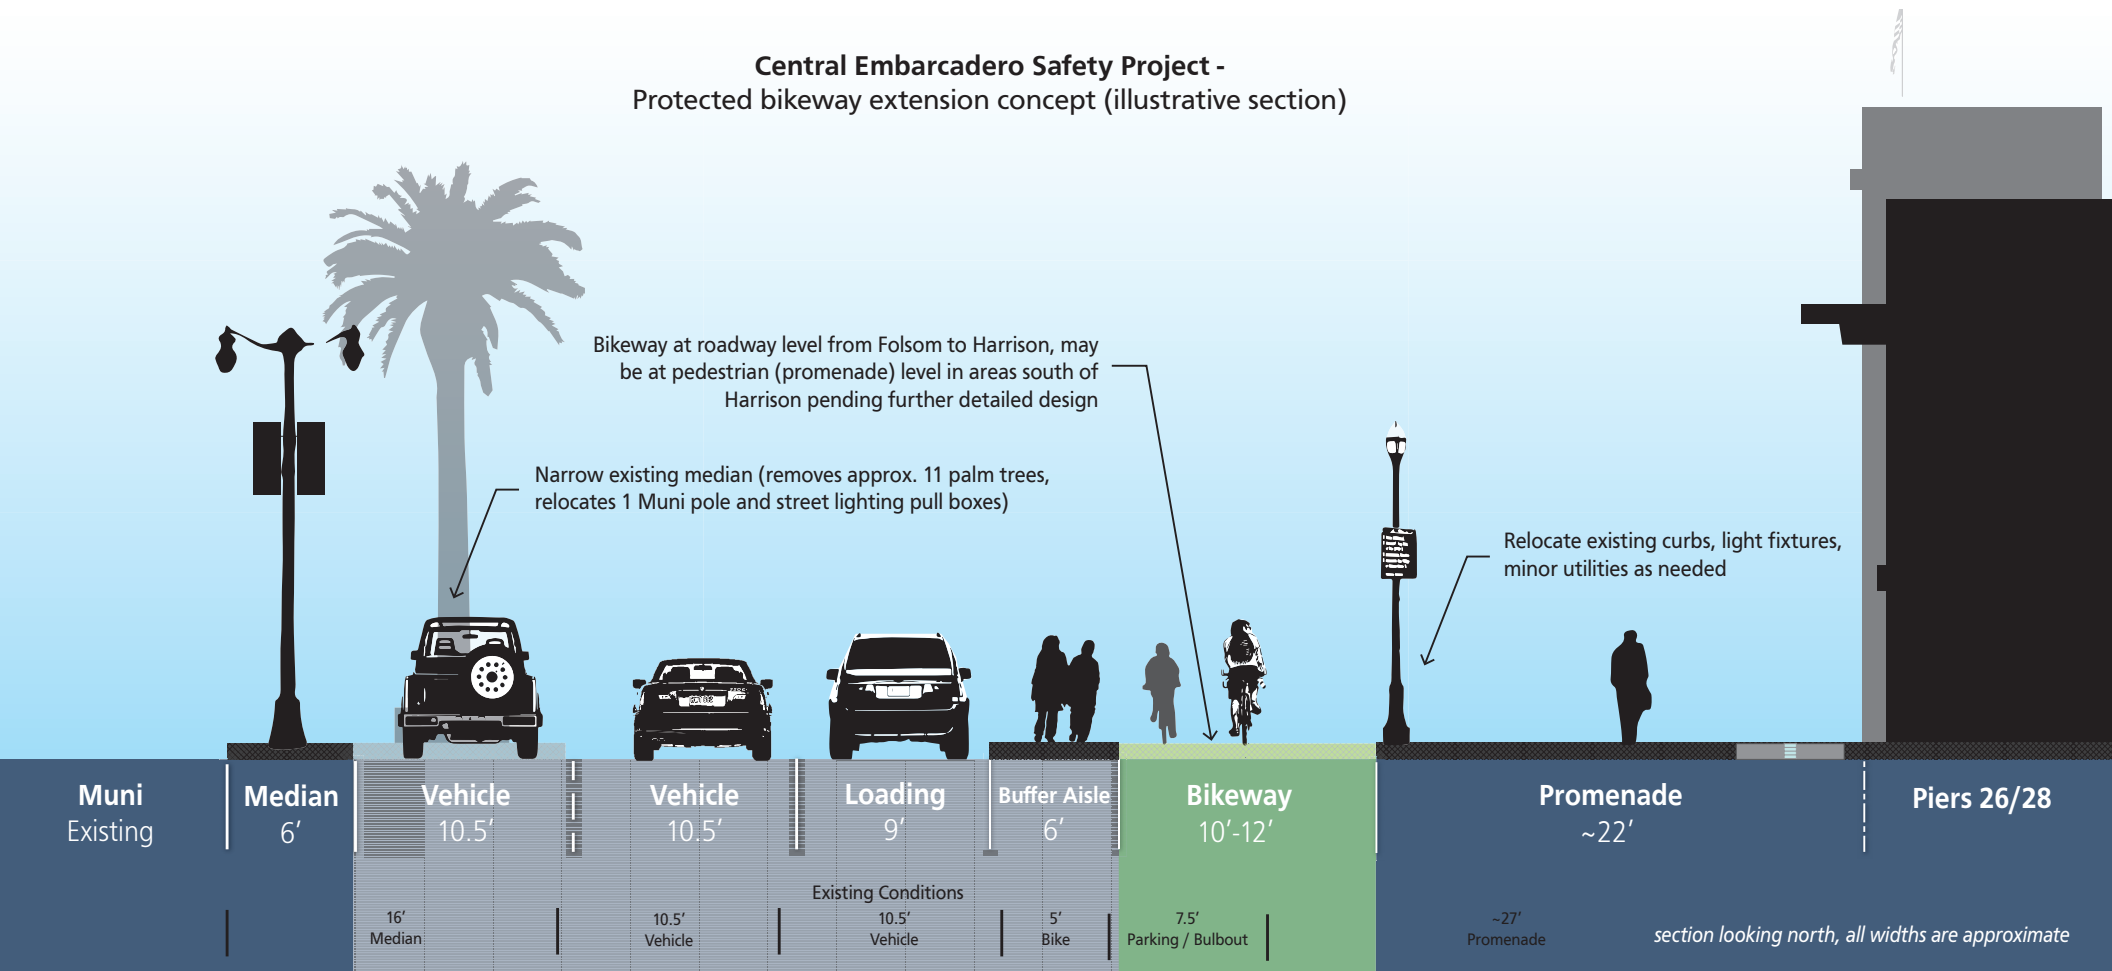 Central Embarcadero Safety Project -
Protected bikeway extension concept (illustrative section)
Bikeway at roadway level from Folsom to Harrison, may
be at pedestrian (promenade) level in areas south of
Harrison pending further detailed design
Narrow existing median (removes approx. 11 palm trees,
relocates 1 Muni pole and street lighting pull boxes)
Relocate existing curbs, light fixtures,
minor utilities as needed
Muni
Existing
Median
6’
Vehicle
10.5’
Vehicle
10.5’
Loading
9’
Buffer Aisle
6’
Bikeway
10’-12’
Promenade
~22’
Piers 26/28
Existing Conditions
16’
Median
10.5’
Vehicle
10.5’
Vehicle
5’
Bike
7.5’
Parking / Bulbout
~27’
Promenade
section looking north, all widths are approximate